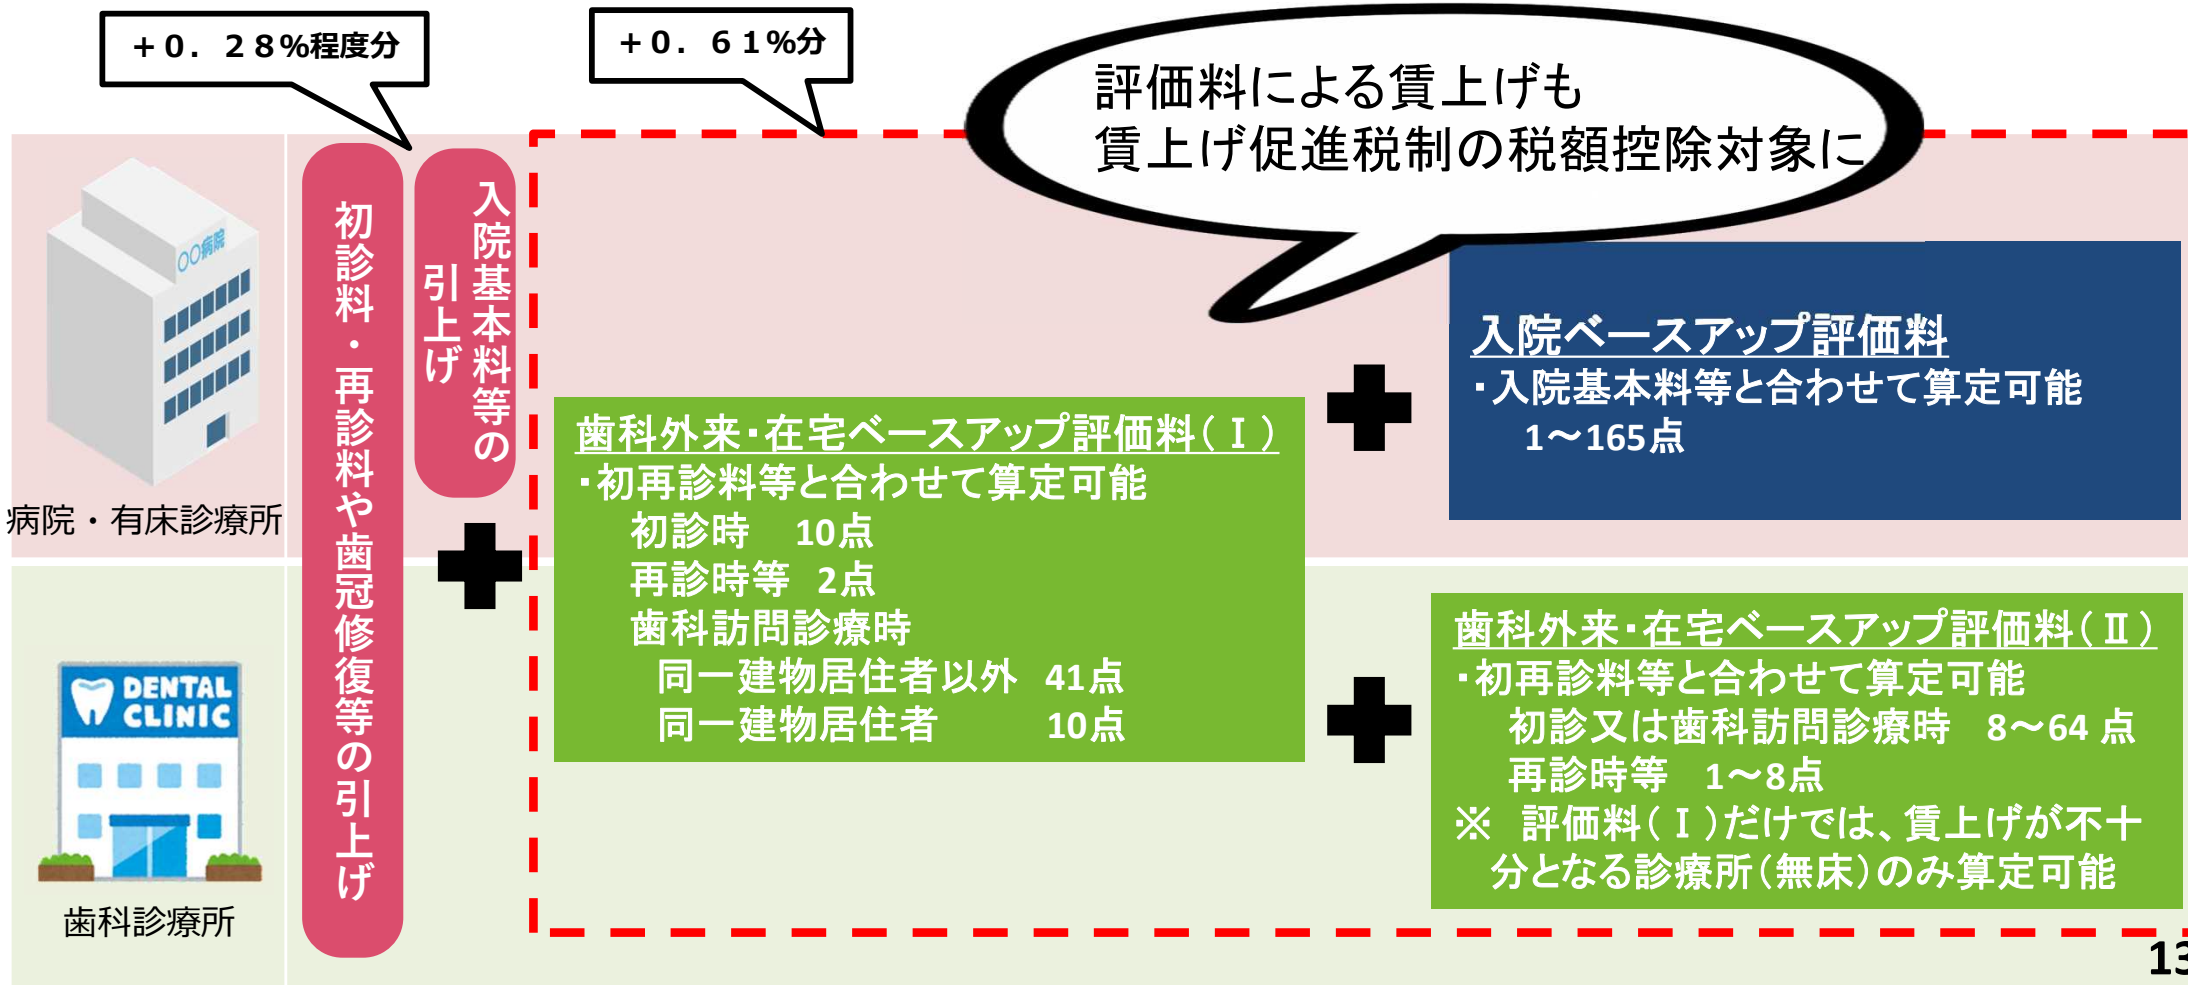 ＋0．28%程度分
＋0．61%分
評価料による賃上げも
賃上げ促進税制の税額控除対象に
〇〇病院
病院・有床診療所
初診料・再診料や歯冠修復等の引上げ
入院基本料等の
引上げ
歯科外来・在宅ベースアップ評価料(Ⅰ)
・初再診料等と合わせて算定可能
初診時　10点
再診時等　2点
歯科訪問診療時
同一建物居住者以外　41点
同一建物居住者　10点
入院ベースアップ評価料
・入院基本料等と合わせて算定可能
1～165点
DENTAL
CLINIC
歯科診療所
歯科外来・在宅ベースアップ評価料(Ⅱ)
・初再診料等と合わせて算定可能
初診又は歯科訪問診療時　8～64 点
再診時等　1～8点
※　評価料(Ⅰ)だけでは、賃上げが不十
分となる診療所(無床)のみ算定可能
13